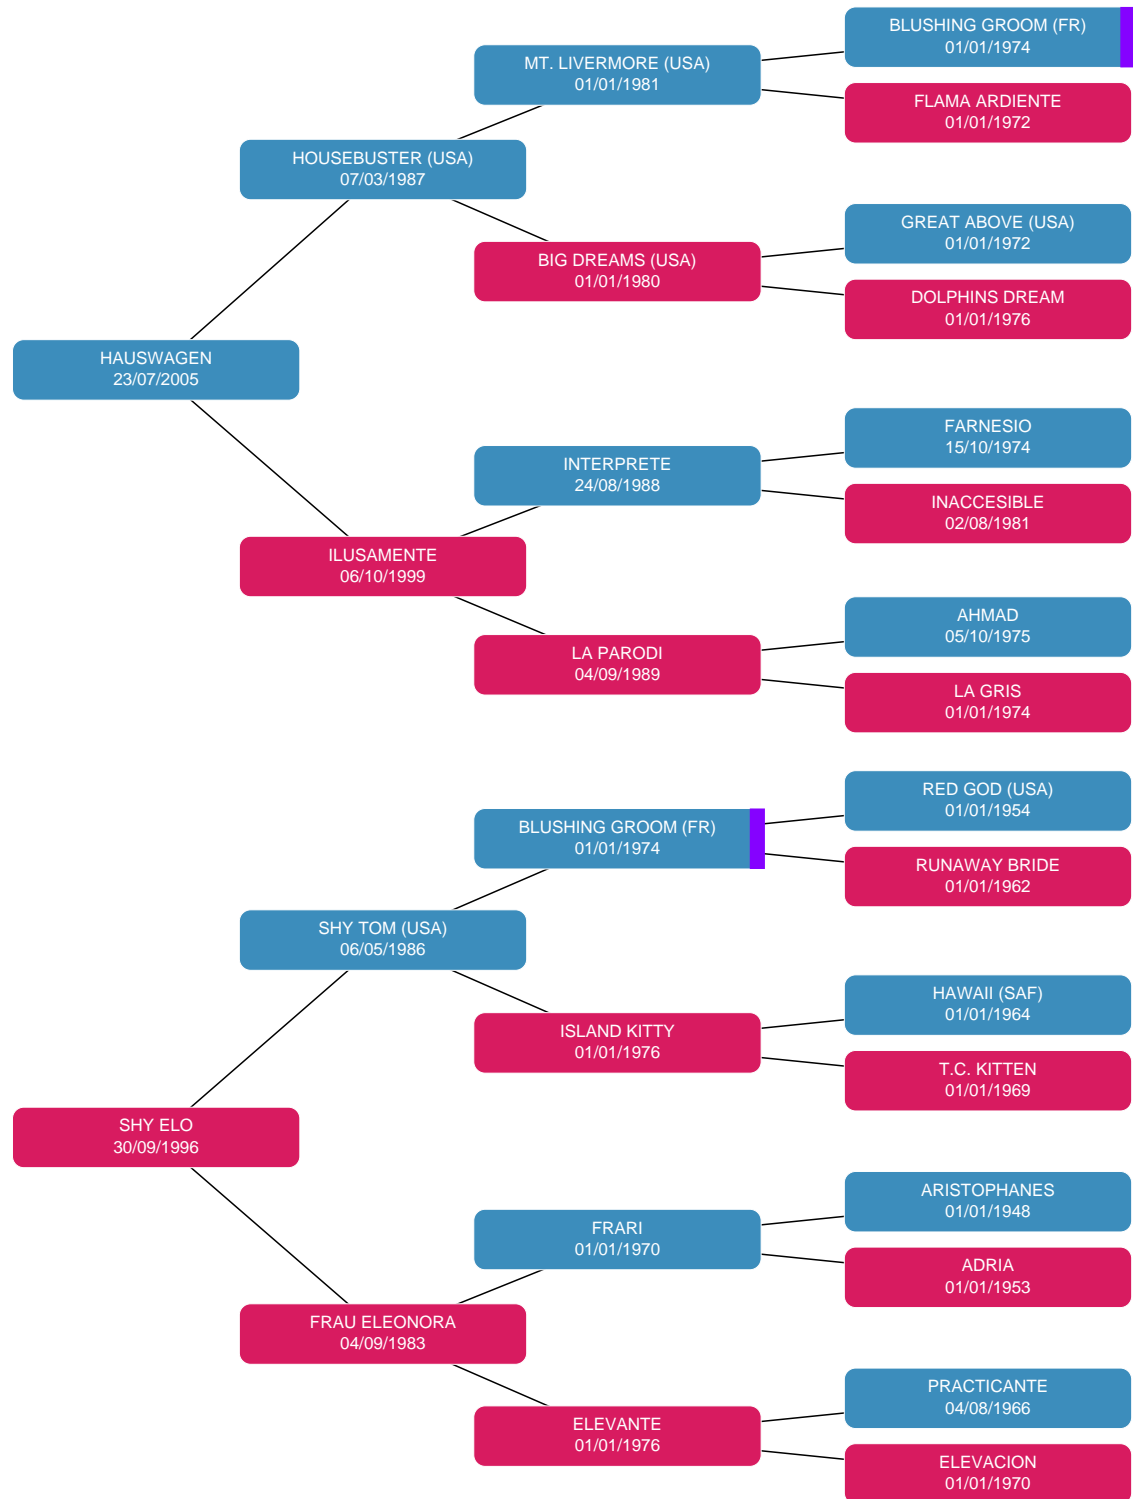 BLUSHING GROOM (FR)
01/01/1974
MT. LIVERMORE (USA)
01/01/1981
FLAMA ARDIENTE
01/01/1972
HOUSEBUSTER (USA)
07/03/1987
GREAT ABOVE (USA)
01/01/1972
BIG DREAMS (USA)
01/01/1980
DOLPHINS DREAM
01/01/1976
HAUSWAGEN
23/07/2005
FARNESIO
15/10/1974
INTERPRETE
24/08/1988
INACCESIBLE
02/08/1981
ILUSAMENTE
06/10/1999
AHMAD
05/10/1975
LA PARODI
04/09/1989
LA GRIS
01/01/1974
RED GOD (USA)
01/01/1954
BLUSHING GROOM (FR)
01/01/1974
RUNAWAY BRIDE
01/01/1962
SHY TOM (USA)
06/05/1986
HAWAII (SAF)
01/01/1964
ISLAND KITTY
01/01/1976
T.C. KITTEN
01/01/1969
SHY ELO
30/09/1996
ARISTOPHANES
01/01/1948
FRARI
01/01/1970
ADRIA
01/01/1953
FRAU ELEONORA
04/09/1983
PRACTICANTE
04/08/1966
ELEVANTE
01/01/1976
ELEVACION
01/01/1970